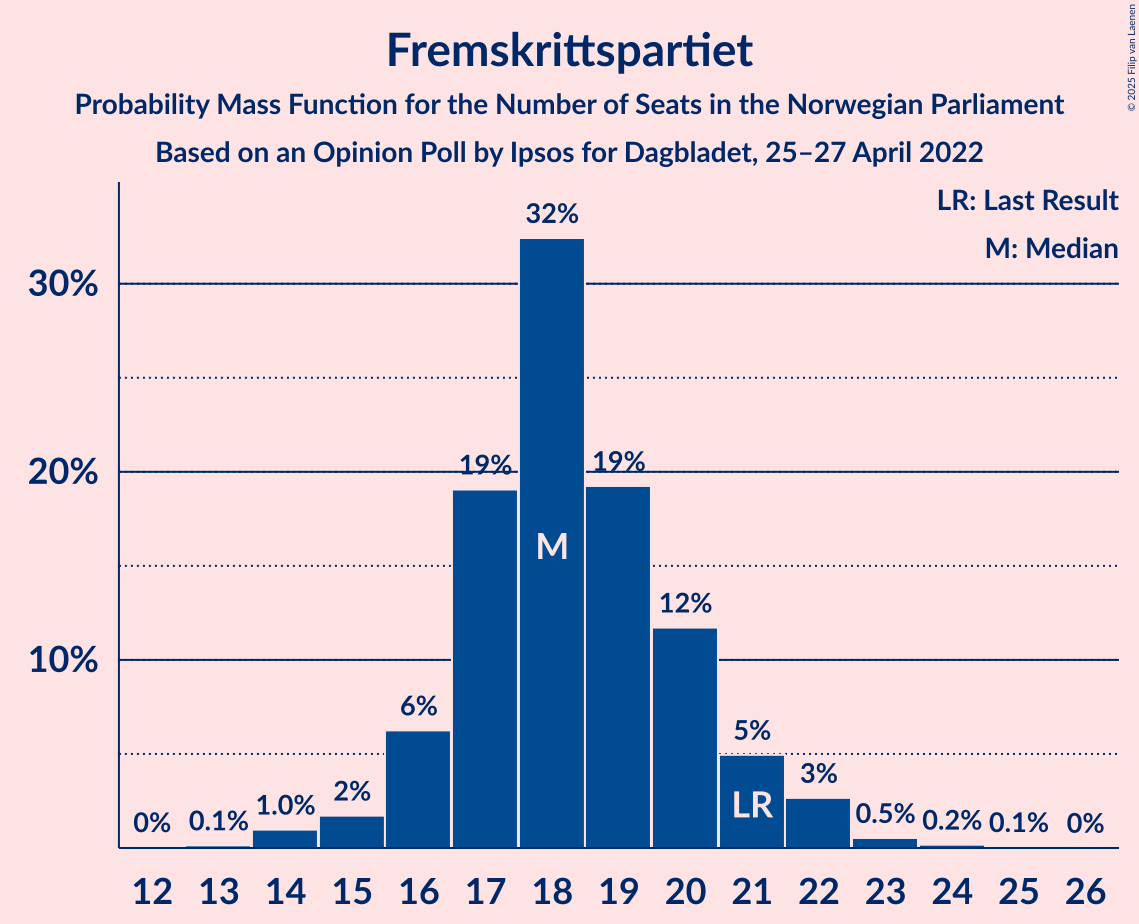 Fremskrittspartiet
Probability Mass Function for the Number of Seats in the Norwegian Parliament
Based on an Opinion Poll by Ipsos for Dagbladet, 25–27 April 2022
© 2025 Filip van Laenen
LR: Last Result
M: Median
30%
20%
10%
0%
0.1%
1.0%
2%
6%
19%
32%
19%
12%
5%
3%
0.5%
0.2%
0.1%
0%
M
LR
12 13 14 15 16 17 18 19 20 21 22 23 24 25 26